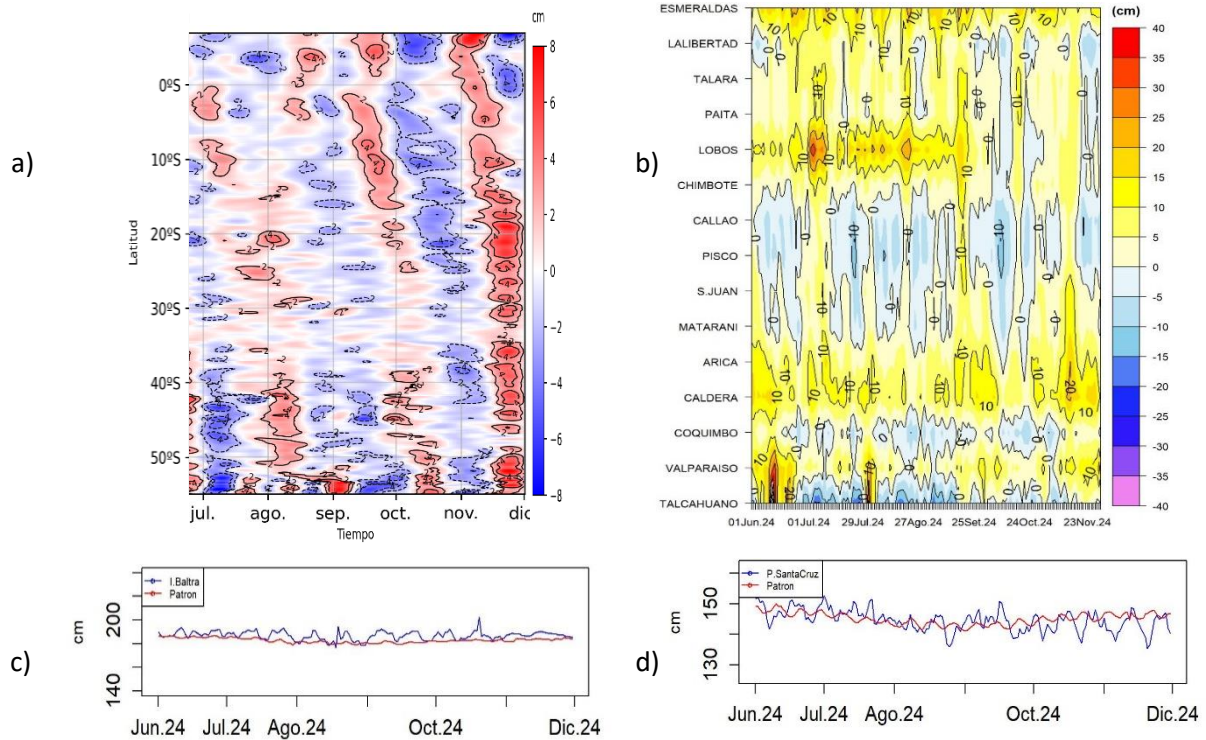 a)
cm
8
6
4
2
0
−2
−4
−6
−8
0ºS
10ºS
20ºS
30ºS
40ºS
50ºS
Latitud
jul. ago. sep. oct. nov. dic
Tiempo
b)
(cm)
ESMERALDAS
LALIBERTAD
TALARA
PAITA
LOBOS
CHIMBOTE
CALLAO
PISCO
S.JUAN
MATARANI
ARICA
CALDERA
COQUIMBO
VALPARAISO
TALCAHUANO
01Jun.24 01Jul.24 29Jul.24 27Ago.24 25Set.24 24Oct.24 23Nov.24
40
35
30
25
20
15
10
5
0
-5
-10
-15
-20
-25
-30
-35
-40
c)
I.Baltra
Patron
cm
200
140
Jun.24 Jul.24 Ago.24 Oct.24 Dic.24
d)
P.SantaCruz
Patron
cm
150
130
Jun.24 Jul.24 Ago.24 Oct.24 Dic.24